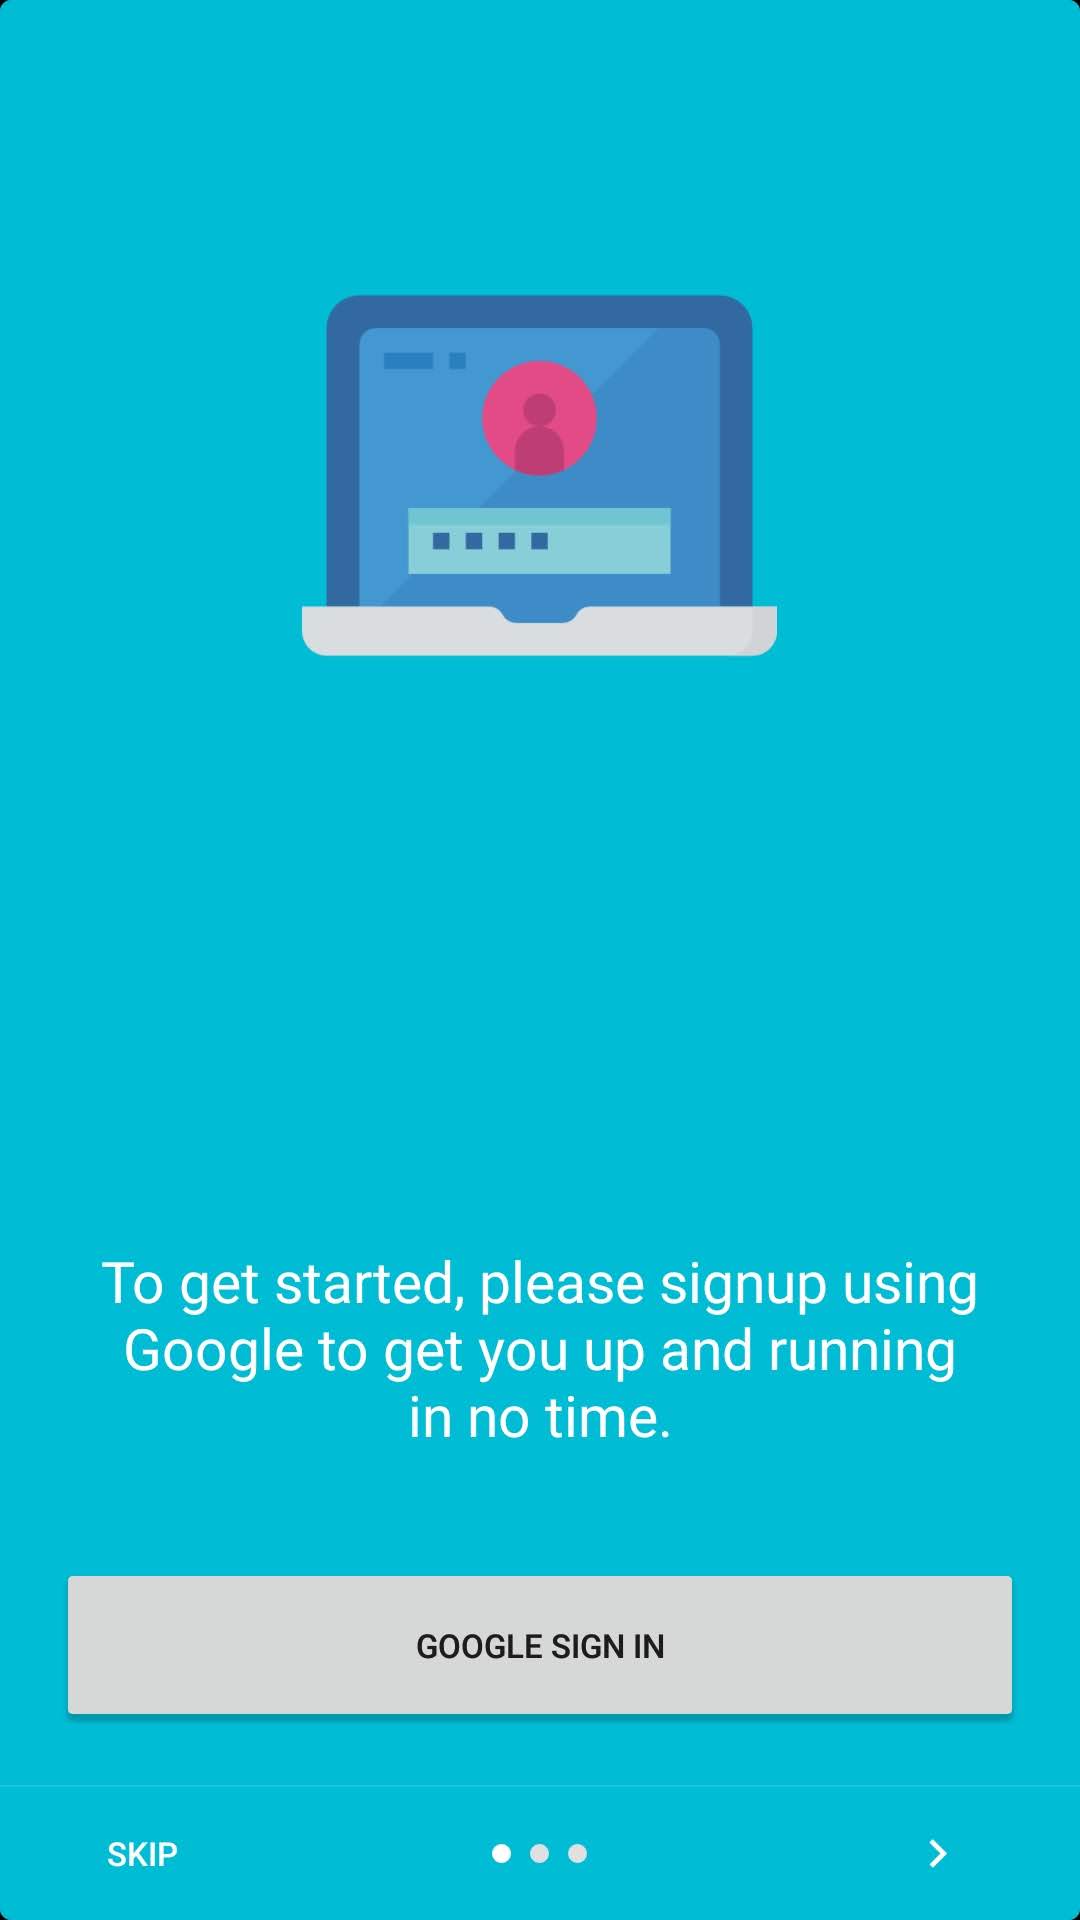 To get started, please signup using
Google to get you up and running
in no time.
GOOGLE SIGN IN
SKIP